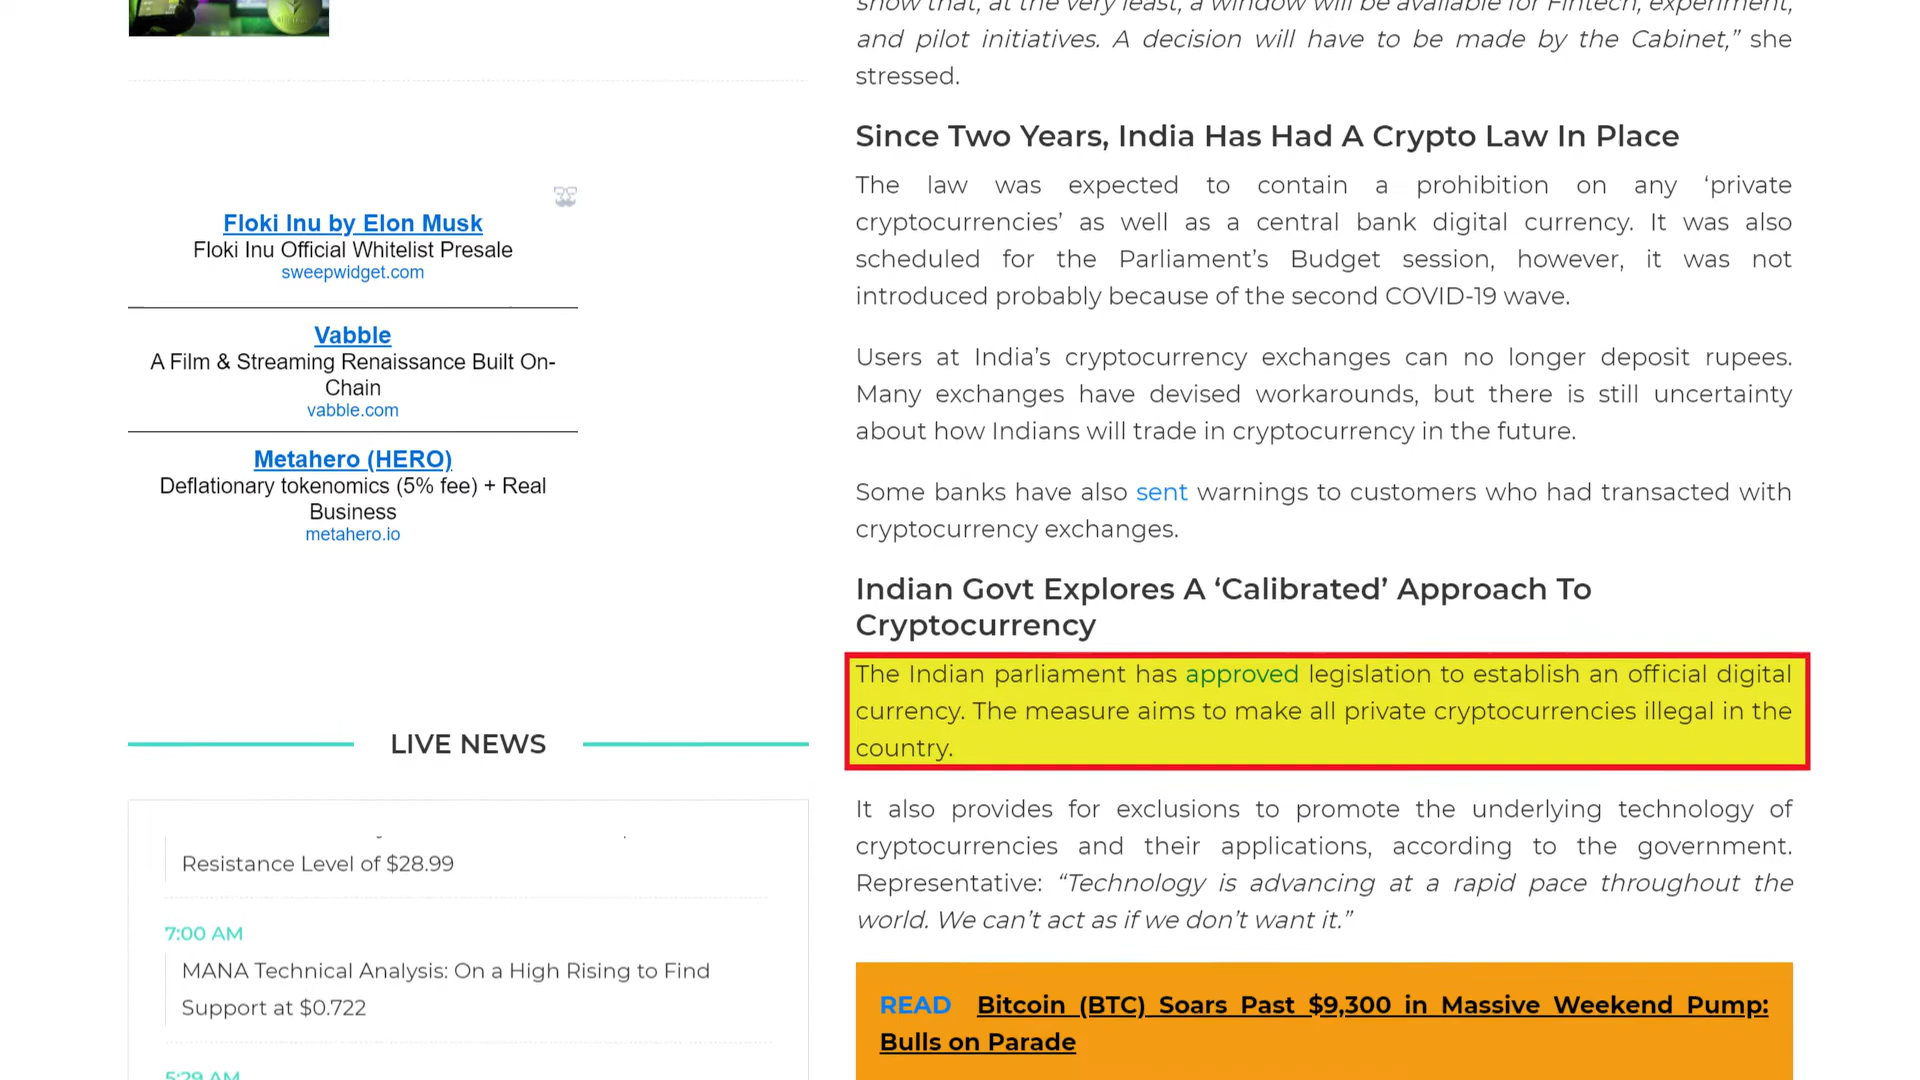 Floki Inu by Elon Musk
Floki Inu Official Whitelist Presale
sweepwidget.com
Vabble
A Film & Streaming Renaissance Built On-
Chain
vabble.com
Metahero (HERO)
Deflationary tokenomics (5% fee) + Real
Business
metahero.io
LIVE NEWS
Resistance Level of $28.99
7:00 AM
MANA Technical Analysis: On a High Rising to Find
Support at $0.722
5:29 AM
show that, at the very least, a window will be available for Fintech, experiment,
and pilot initiatives. A decision will have to be made by the Cabinet,” she
stressed.
Since Two Years, India Has Had A Crypto Law In Place
The law was expected to contain a prohibition on any ‘private
cryptocurrencies’ as well as a central bank digital currency. It was also
scheduled for the Parliament’s Budget session, however, it was not
introduced probably because of the second COVID-19 wave.
Users at India’s cryptocurrency exchanges can no longer deposit rupees.
Many exchanges have devised workarounds, but there is still uncertainty
about how Indians will trade in cryptocurrency in the future.
Some banks have also sent warnings to customers who had transacted with
cryptocurrency exchanges.
Indian Govt Explores A ‘Calibrated’ Approach To
Cryptocurrency
The Indian parliament has approved legislation to establish an official digital
currency. The measure aims to make all private cryptocurrencies illegal in the
country.
It also provides for exclusions to promote the underlying technology of
cryptocurrencies and their applications, according to the government.
Representative: “Technology is advancing at a rapid pace throughout the
world. We can’t act as if we don’t want it.”
READ Bitcoin (BTC) Soars Past $9,300 in Massive Weekend Pump:
Bulls on Parade